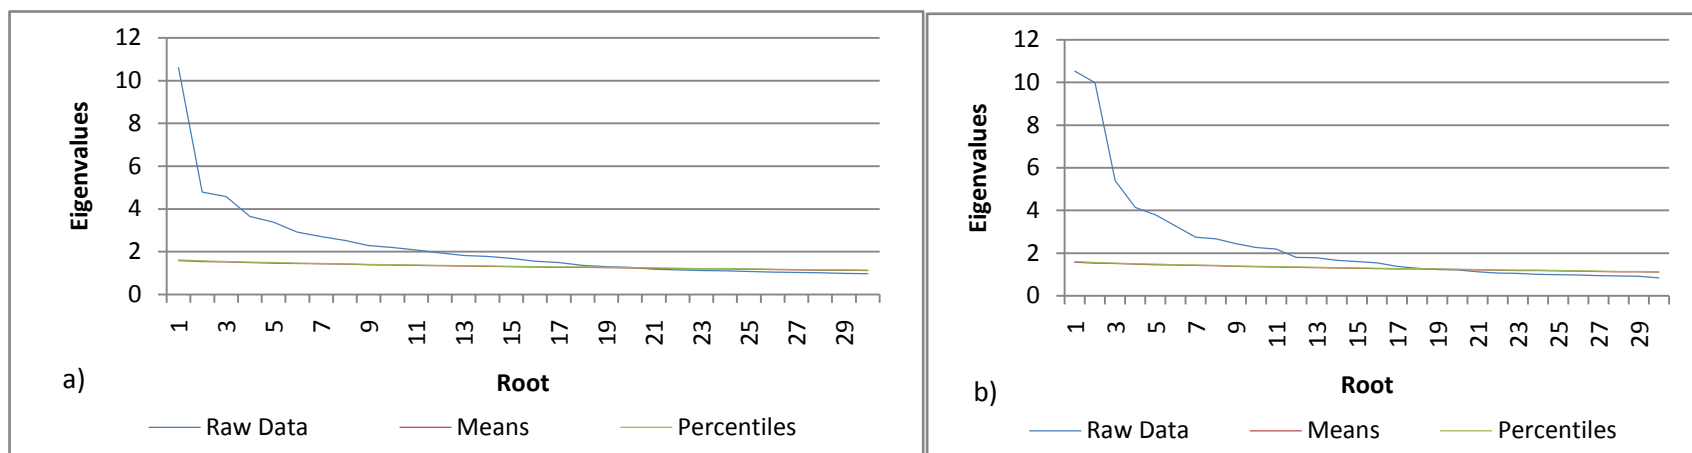 12
10
8
6
4
2
0
Eigenvalues
1 3 5 7 9 11 13 15 17 19 21 23 25 27 29
a)
Root
Raw Data Means Percentiles
12
10
8
6
4
2
0
Eigenvalues
1 3 5 7 9 11 13 15 17 19 21 23 25 27 29
b)
Root
Raw Data Means Percentiles